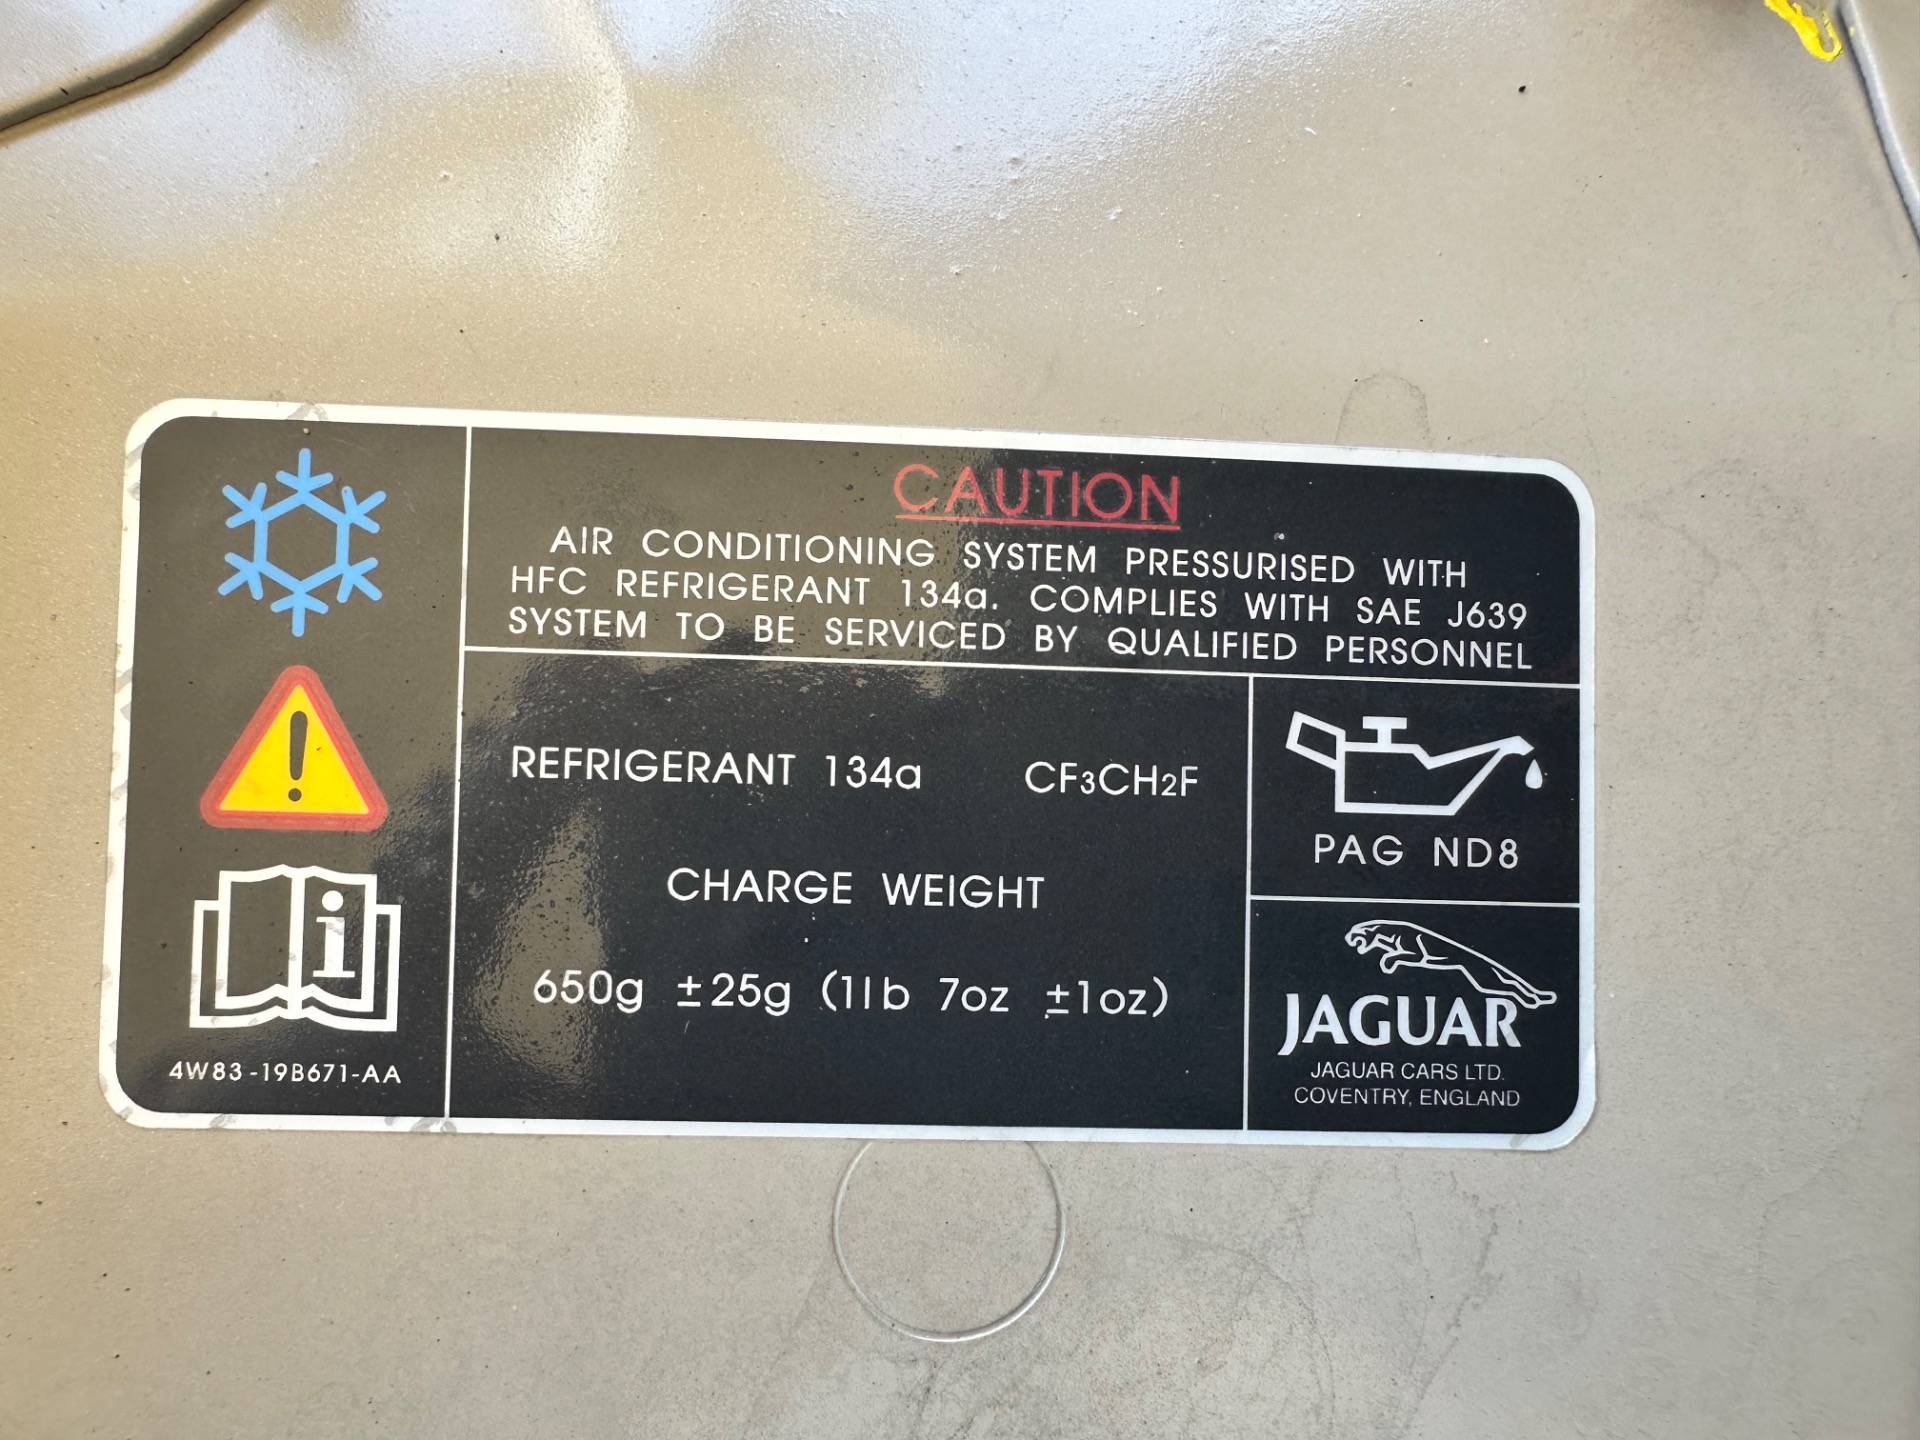 CAUTION
AIR CONDITIONING SYSTEM PRESSURISED WITH
HFC REFRIGERANT 134a. COMPLIES WITH SAE J639
SYSTEM TO BE SERVICED BY QUALIFIED PERSONNEL
REFRIGERANT 134a CF3CH2F
CHARGE WEIGHT
650g ±25g (1lb 7oz ±1oz)
PAG ND8
JAGUAR
JAGUAR CARS LTD.
COVENTRY, ENGLAND
i
4W83-19B671-AA